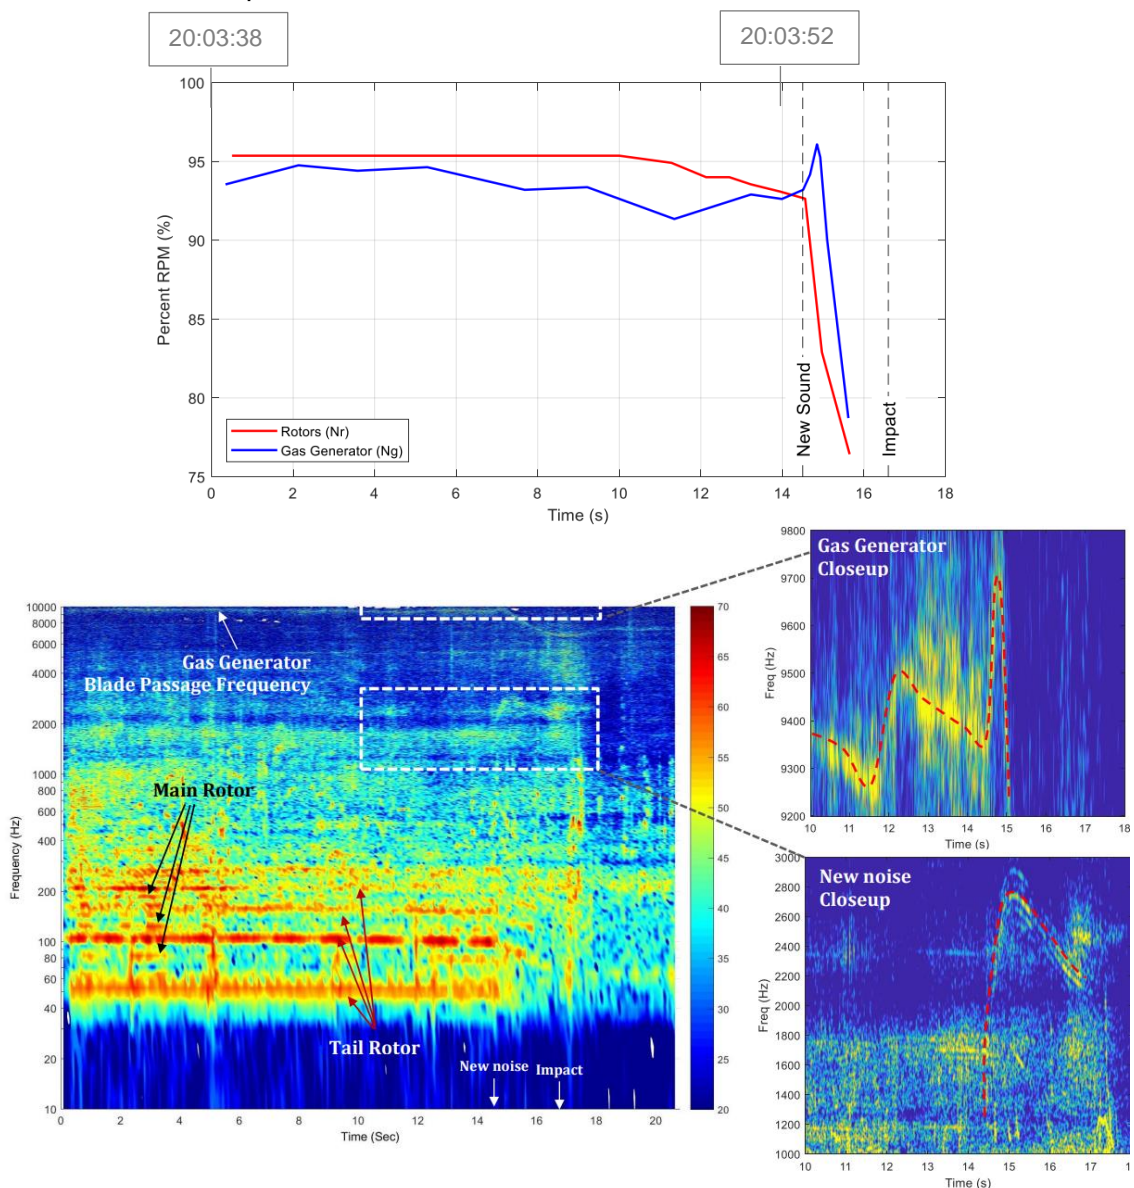 20:03:38
20:03:52
100
95
90
85
80
75
Percent RPM (%)
Rotors (Nr)
Gas Generator (Ng)
New Sound
Impact
0 2 4 6 8 10 12 14 16 18
Time (s)
10000
8000
6000
4000
2000
1000
800
600
400
200
100
80
60
40
20
10
Frequency (Hz)
Gas Generator
Blade Passage Frequency
Main Rotor
Tail Rotor
New noise
Impact
0 2 4 6 8 10 12 14 16 18 20
Time (Sec)
70
65
60
55
50
45
40
35
30
25
20
Gas Generator
Closeup
9800
9700
9600
9500
9400
9300
9200
Freq (Hz)
10 11 12 13 14 15 16 17 18
Time (s)
New noise
Closeup
3000
2800
2600
2400
2200
2000
1800
1600
1400
1200
1000
Freq (Hz)
10 11 12 13 14 15 16 17
Time (s)